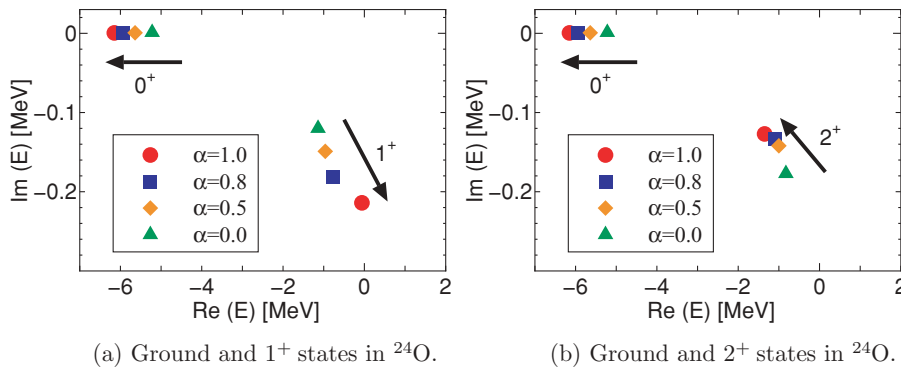 0
−0.1
−0.2
Im (E) [MeV]
0⁺
1⁺
α=1.0
α=0.8
α=0.5
α=0.0
−6 −4 −2 0 2
Re (E) [MeV]
(a) Ground and 1⁺ states in ²⁴O.
0
−0.1
−0.2
Im (E) [MeV]
0⁺
2⁺
α=1.0
α=0.8
α=0.5
α=0.0
−6 −4 −2 0 2
Re (E) [MeV]
(b) Ground and 2⁺ states in ²⁴O.